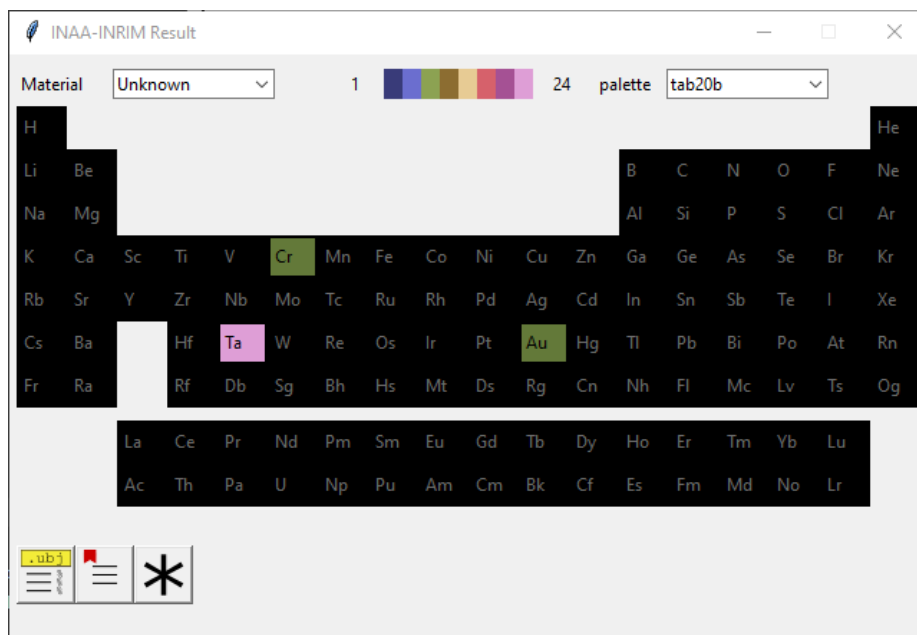 INAA-INRIM Result
Material Unknown 1 24 palette tab20b
H He
Li Be B C N O F Ne
Na Mg Al Si P S Cl Ar
K Ca Sc Ti V Cr Mn Fe Co Ni Cu Zn Ga Ge As Se Br Kr
Rb Sr Y Zr Nb Mo Tc Ru Rh Pd Ag Cd In Sn Sb Te I Xe
Cs Ba Hf Ta W Re Os Ir Pt Au Hg Tl Pb Bi Po At Rn
Fr Ra Rf Db Sg Bh Hs Mt Ds Rg Cn Nh Fl Mc Lv Ts Og
La Ce Pr Nd Pm Sm Eu Gd Tb Dy Ho Er Tm Yb Lu
Ac Th Pa U Np Pu Am Cm Bk Cf Es Fm Md No Lr
.ubj